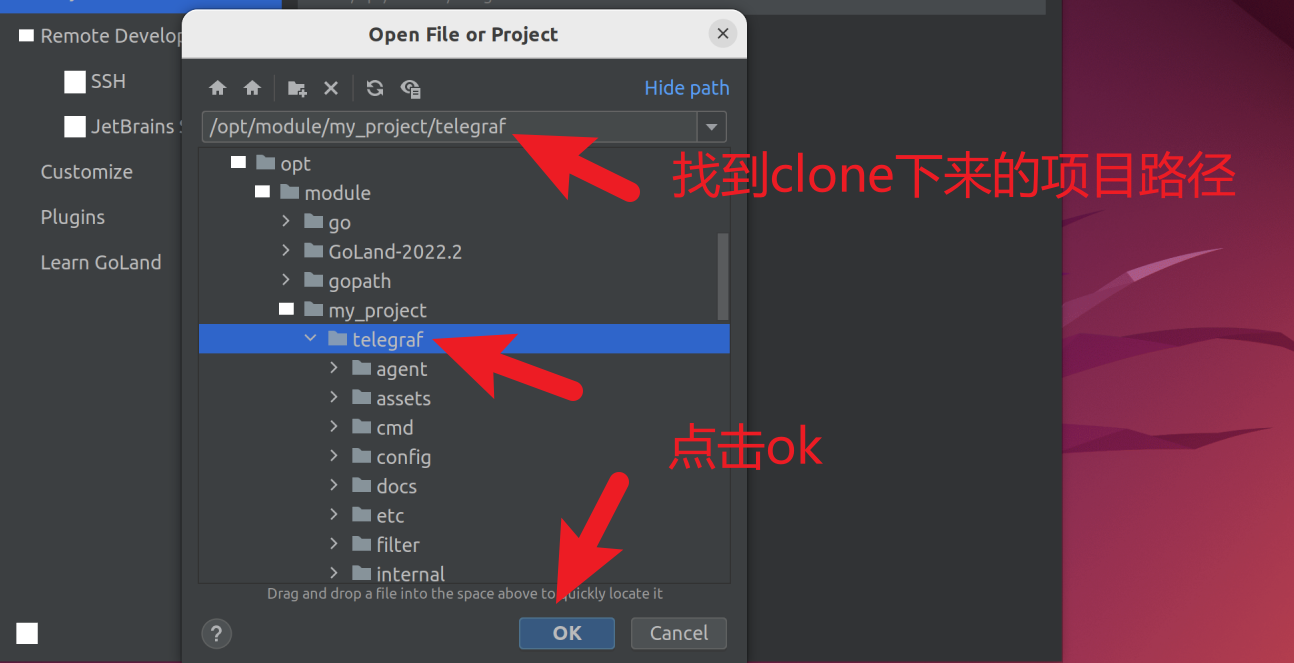 Open File or Project
Remote Develop
SSH
JetBrains
Customize
Plugins
Learn GoLand
Hide path
/opt/module/my_project/telegraf
找到clone下来的项目路径
opt
module
go
GoLand-2022.2
gopath
my_project
telegraf
agent
assets
cmd
config
docs
etc
filter
internal
点击ok
Drag and drop a file into the space above to quickly locate it
?
OK
Cancel